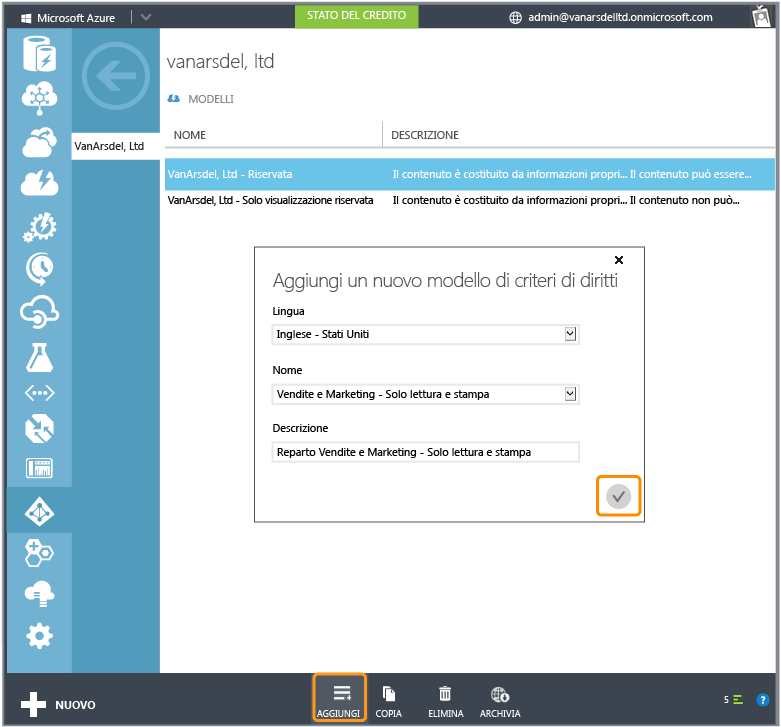 Microsoft Azure
STATO DEL CREDITO
admin@vanarsdelltd.onmicrosoft.com
vanarsdel, ltd
MODELLI
VanArsdel, Ltd
NOME DESCRIZIONE
VanArsdel, Ltd - Riservata Il contenuto è costituito da informazioni propri... Il contenuto può essere...
VanArsdel, Ltd - Solo visualizzazione riservata Il contenuto è costituito da informazioni propri... Il contenuto non può...
Aggiungi un nuovo modello di criteri di diritti
Lingua
Inglese - Stati Uniti
Nome
Vendite e Marketing - Solo lettura e stampa
Descrizione
Reparto Vendite e Marketing - Solo lettura e stampa
NUOVO
AGGIUNGI COPIA ELIMINA ARCHIVIA
5
?